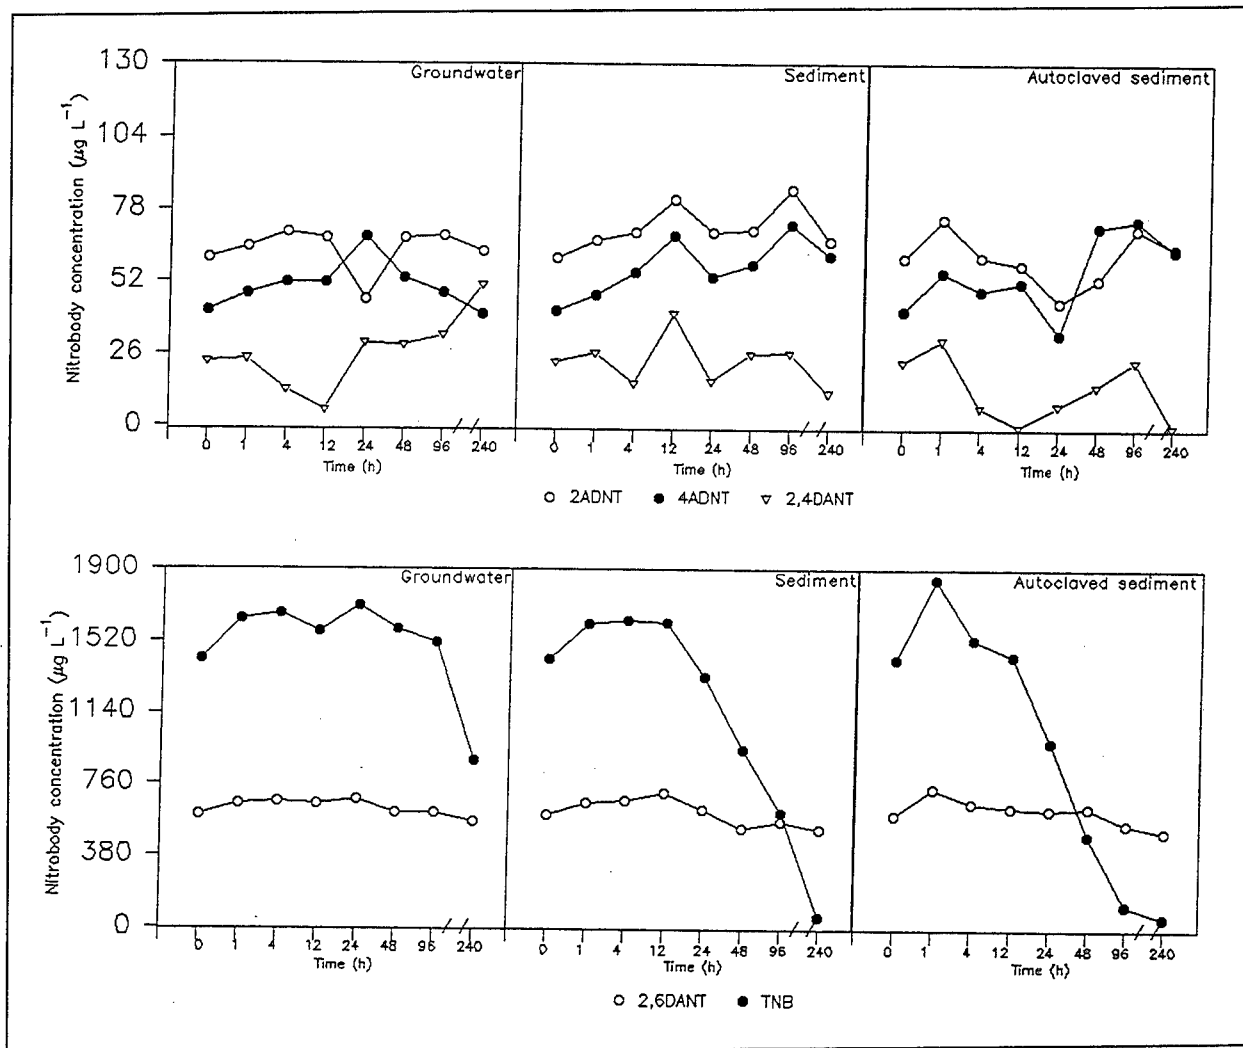 130
104
78
52
26
0
Nitrobody concentration (µg L⁻¹)
Groundwater
Sediment
Autoclaved sediment
0 1 4 12 24 48 96 240
0 1 4 12 24 48 96 240
0 1 4 12 24 48 96 240
Time (h)
Time (h)
Time (h)
2ADNT 4ADNT 2,4DANT
1900
1520
1140
760
380
0
Nitrobody concentration (µg L⁻¹)
Groundwater
Sediment
Autoclaved sediment
0 1 4 12 24 48 96 240
0 1 4 12 24 48 96 240
0 1 4 12 24 48 96 240
Time (h)
Time (h)
Time (h)
2,6DANT TNB